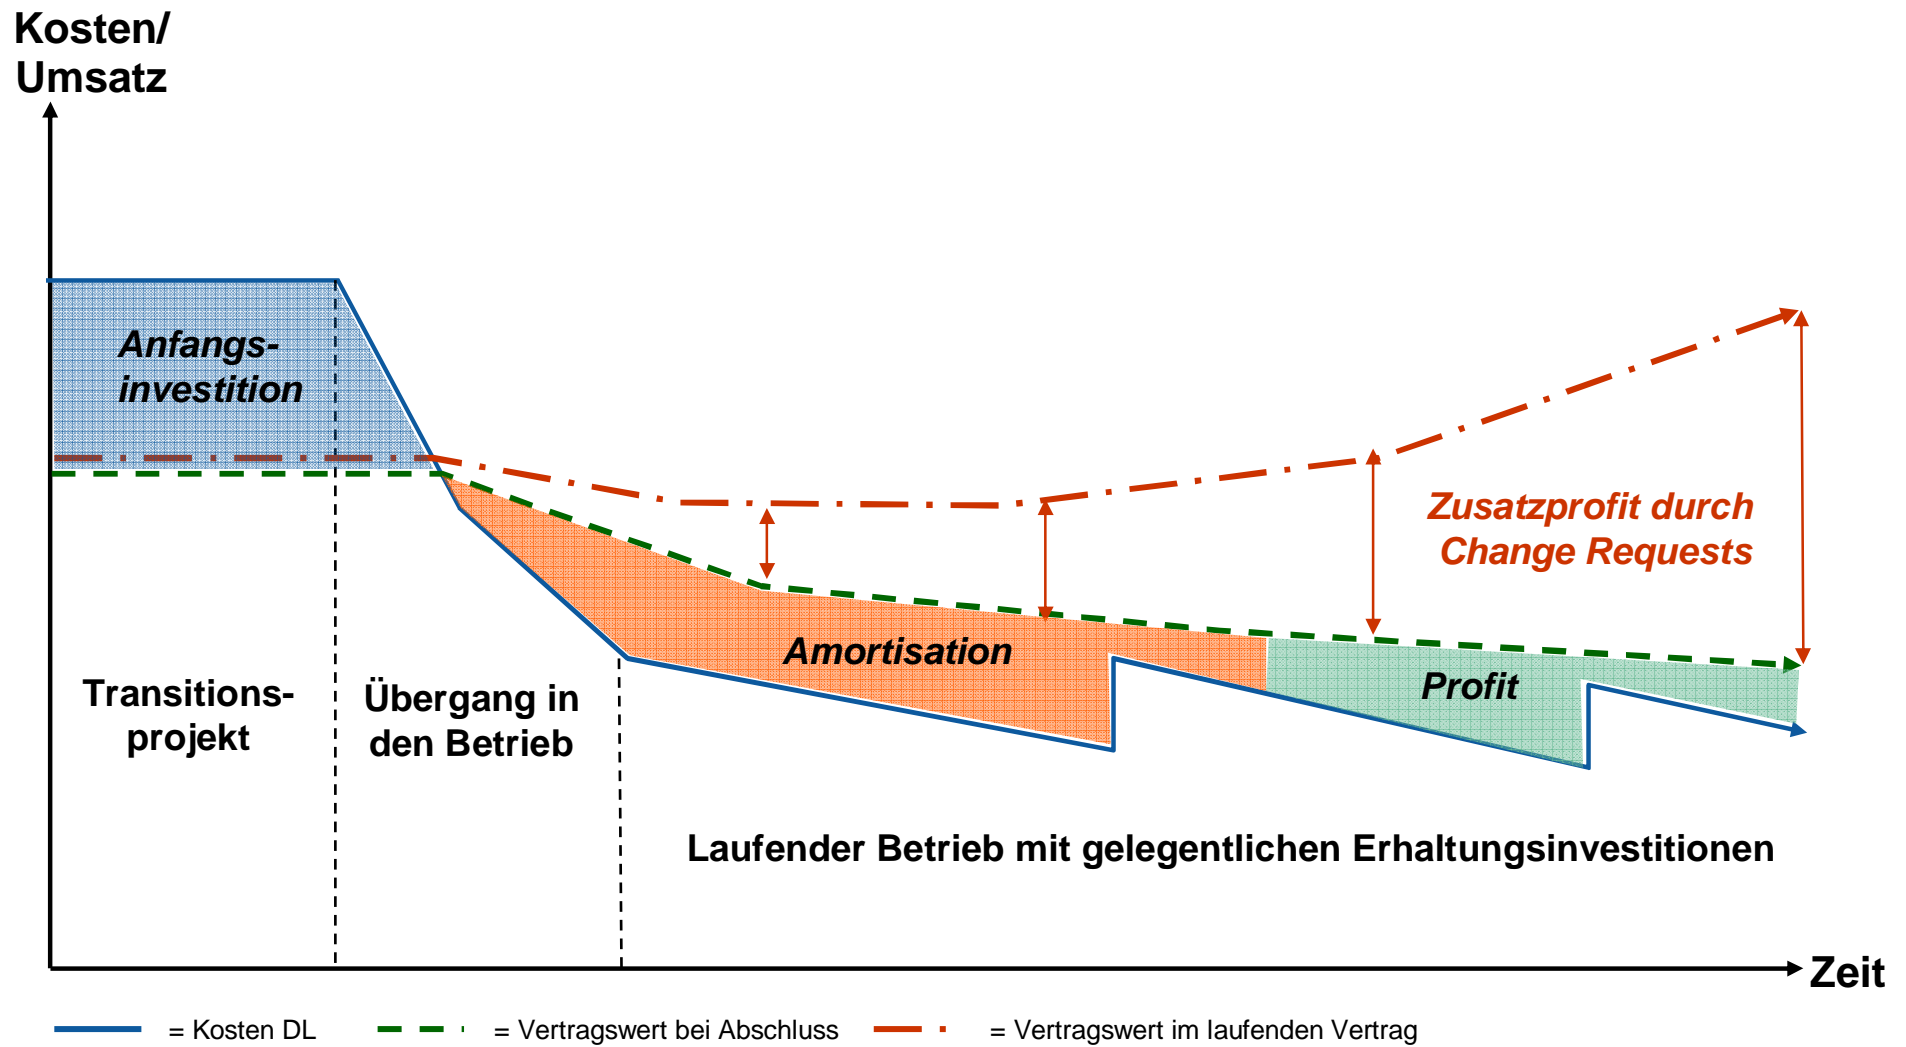 Kosten/
Umsatz
Anfangs-
investition
Zusatzprofit durch
Change Requests
Amortisation
Profit
Transitions-
projekt
Übergang in
den Betrieb
Laufender Betrieb mit gelegentlichen Erhaltungsinvestitionen
Zeit
= Kosten DL
= Vertragswert bei Abschluss
= Vertragswert im laufenden Vertrag